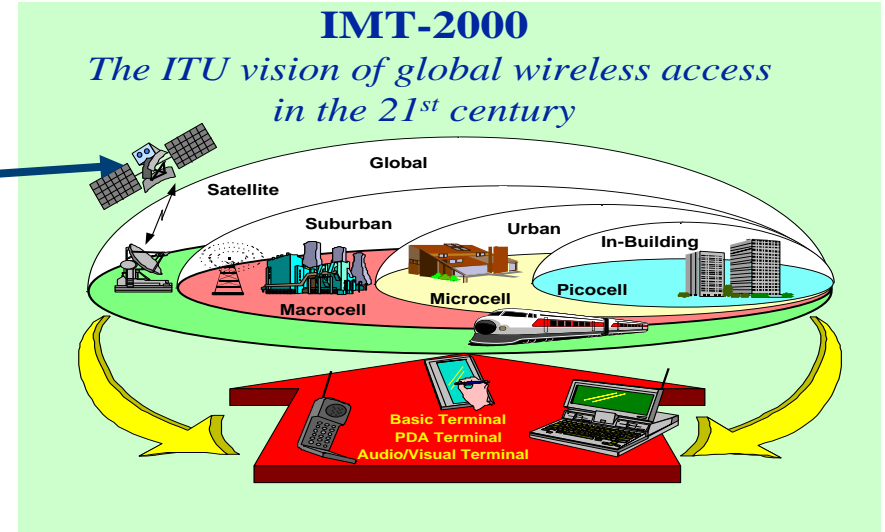 IMT-2000
The ITU vision of global wireless access
in the 21st century
Global
Satellite
Suburban
Urban
In-Building
Macrocell
Microcell
Picocell
Basic Terminal
PDA Terminal
Audio/Visual Terminal